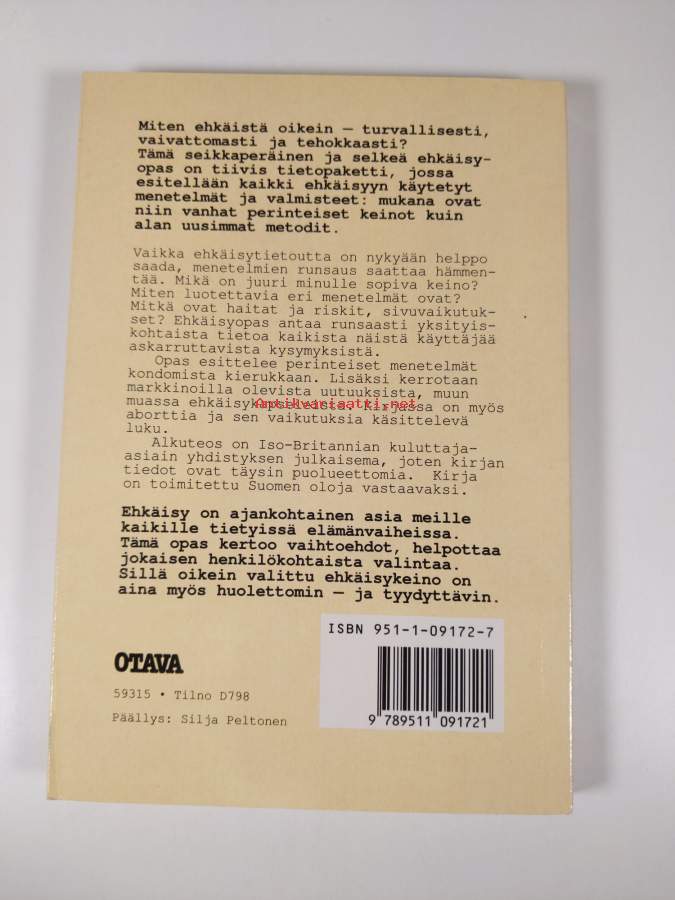 Miten ehkäistä oikein — turvallisesti,
vaivattomasti ja tehokkaasti?
Tämä seikkaperäinen ja selkeä ehkäisy-
opas on tiivis tietopaketti, jossa
esitellään kaikki ehkäisyyn käytetyt
menetelmät ja valmisteet: mukana ovat
niin vanhat perinteiset keinot kuin
alan uusimmat metodit.
Vaikka ehkäisytietoutta on nykyään helppo
saada, menetelmien runsaus saattaa hämmen-
tää. Mikä on juuri minulle sopiva keino?
Miten luotettavia eri menetelmät ovat?
Mitkä ovat haitat ja riskit, sivuvaikutuk-
set? Ehkäisyopas antaa runsaasti yksityis-
kohtaista tietoa kaikista näistä käyttäjää
askarruttavista kysymyksistä.
Opas esittelee perinteiset menetelmät
kondomista kierukkaan. Lisäksi kerrotaan
markkinoilla olevista uutuuksista, muun
muassa ehkäisykapselista. Kirjassa on myös
Antikvariaatti.net
aborttia ja sen vaikutuksia käsittelevä
luku.
Alkuteos on Iso-Britannian kuluttaja-
asiain yhdistyksen julkaisema, joten kirjan
tiedot ovat täysin puolueettomia. Kirja
on toimitettu Suomen oloja vastaavaksi.
Ehkäisy on ajankohtainen asia meille
kaikille tietyissä elämänvaiheissa.
Tämä opas kertoo vaihtoehdot, helpottaa
jokaisen henkilökohtaista valintaa.
Sillä oikein valittu ehkäisykeino on
aina myös huolettomin — ja tyydyttävin.
ISBN 951-1-09172-7
OTAVA
59315 • Tilno D798
Päällys: Silja Peltonen
9 789511 091721